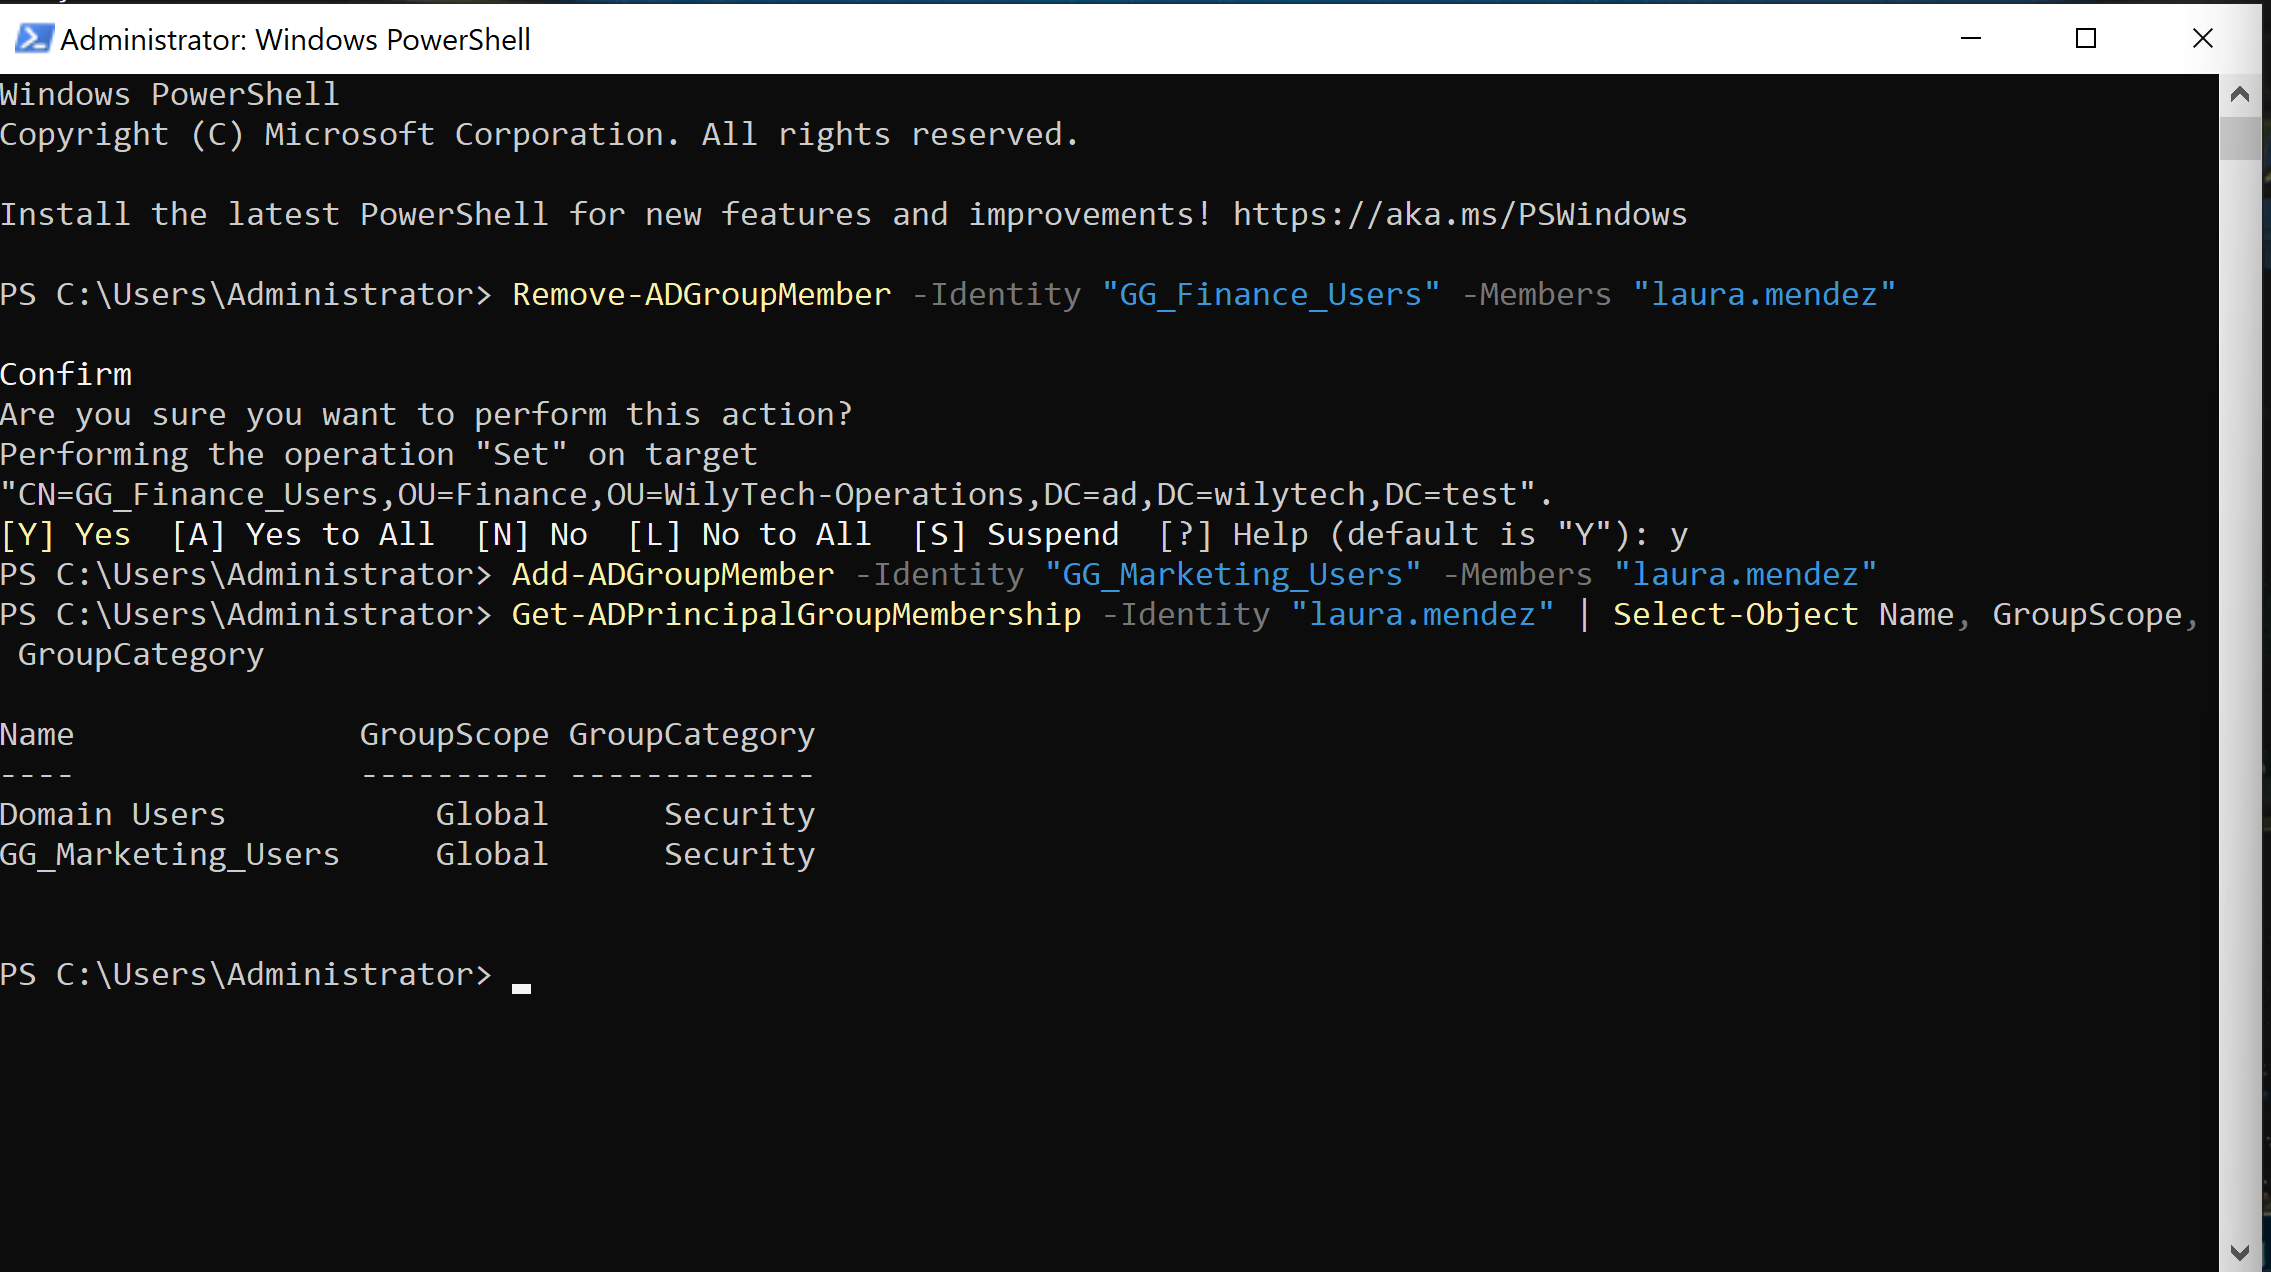 Administrator: Windows PowerShell
Windows PowerShell
Copyright (C) Microsoft Corporation. All rights reserved.
Install the latest PowerShell for new features and improvements! https://aka.ms/PSWindows
PS C:\Users\Administrator> Remove-ADGroupMember -Identity "GG_Finance_Users" -Members "laura.mendez"
Confirm
Are you sure you want to perform this action?
Performing the operation "Set" on target
"CN=GG_Finance_Users,OU=Finance,OU=WilyTech-Operations,DC=ad,DC=wilytech,DC=test".
[Y] Yes  [A] Yes to All  [N] No  [L] No to All  [S] Suspend  [?] Help (default is "Y"): y
PS C:\Users\Administrator> Add-ADGroupMember -Identity "GG_Marketing_Users" -Members "laura.mendez"
PS C:\Users\Administrator> Get-ADPrincipalGroupMembership -Identity "laura.mendez" | Select-Object Name, GroupScope,
 GroupCategory
Name               GroupScope GroupCategory
----               ---------- -------------
Domain Users           Global      Security
GG_Marketing_Users     Global      Security
PS C:\Users\Administrator>